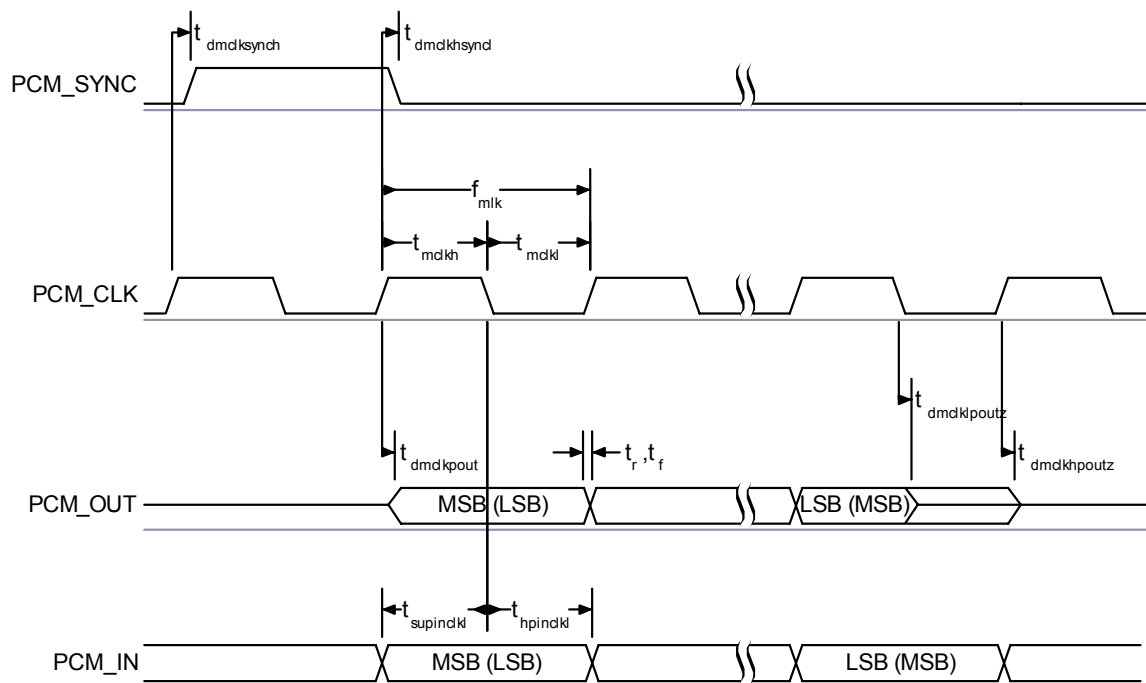 t dmclksynch
t dmclkhsyncl
PCM_SYNC
f mlk
t mclkh
t mclkl
PCM_CLK
t dmclklpoutz
t dmclkpout
t r ,t f
t dmclkhpoutz
PCM_OUT
MSB (LSB)
LSB (MSB)
t supinclkl
t hpinclkl
PCM_IN
MSB (LSB)
LSB (MSB)